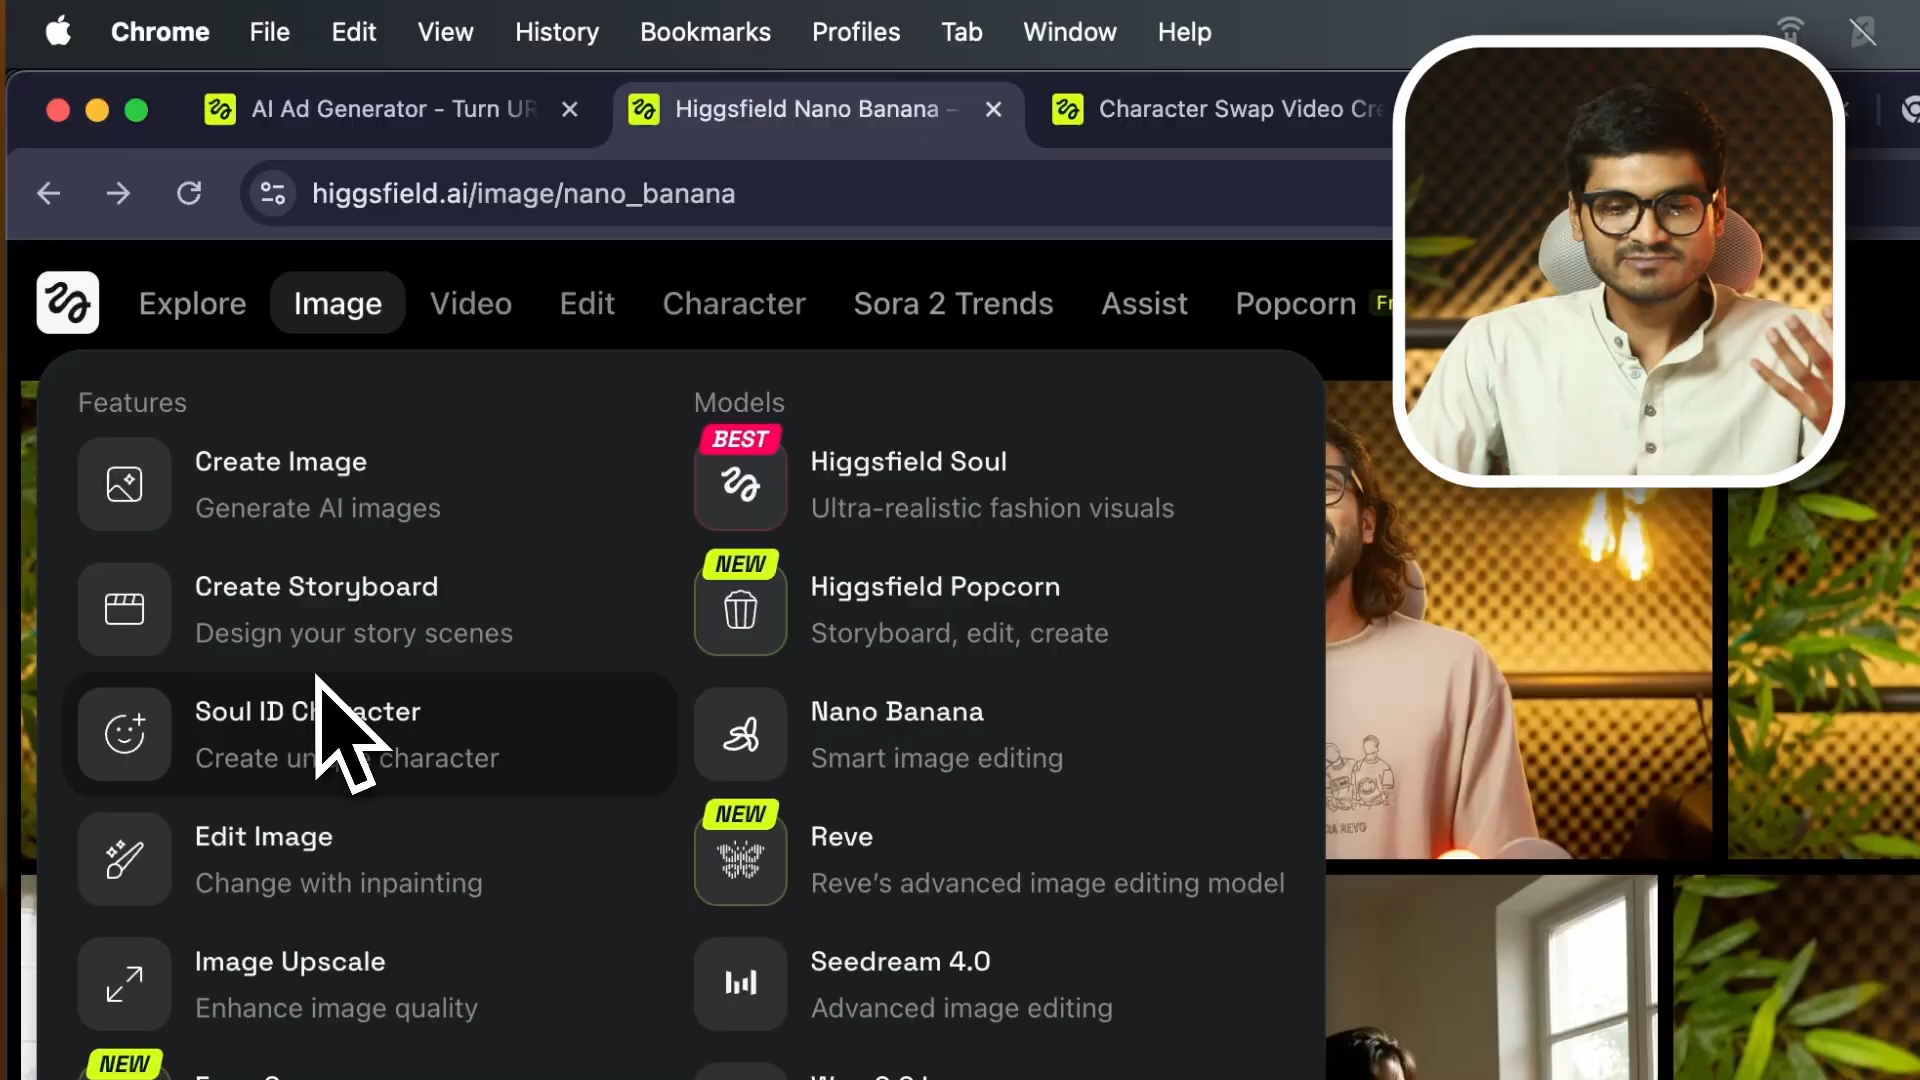 Chrome File Edit View History Bookmarks Profiles Tab Window Help
AI Ad Generator - Turn UR
Higgsfield Nano Banana -
Character Swap Video Cre
higgsfield.ai/image/nano_banana
Explore Image Video Edit Character Sora 2 Trends Assist Popcorn
Features
Create Image
Generate AI images
Create Storyboard
Design your story scenes
Soul ID Ch acter
Create un character
Edit Image
Change with inpainting
Image Upscale
Enhance image quality
NEW
Models
BEST
Higgsfield Soul
Ultra-realistic fashion visuals
NEW
Higgsfield Popcorn
Storyboard, edit, create
Nano Banana
Smart image editing
NEW
Reve
Reve's advanced image editing model
Seedream 4.0
Advanced image editing